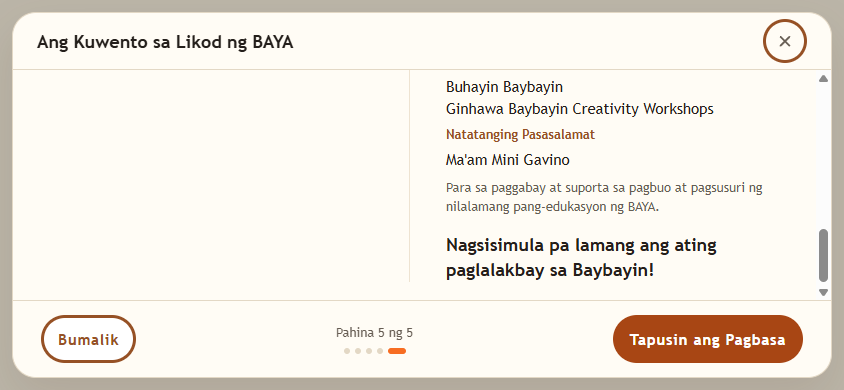 Ang Kuwento sa Likod ng BAYA
Buhayin Baybayin
Ginhawa Baybayin Creativity Workshops
Natatanging Pasasalamat
Ma'am Mini Gavino
Para sa paggabay at suporta sa pagbuo at pagsusuri ng
nilalamang pang-edukasyon ng BAYA.
Nagsisimula pa lamang ang ating
paglalakbay sa Baybayin!
Bumalik
Pahina 5 ng 5
Tapusin ang Pagbasa